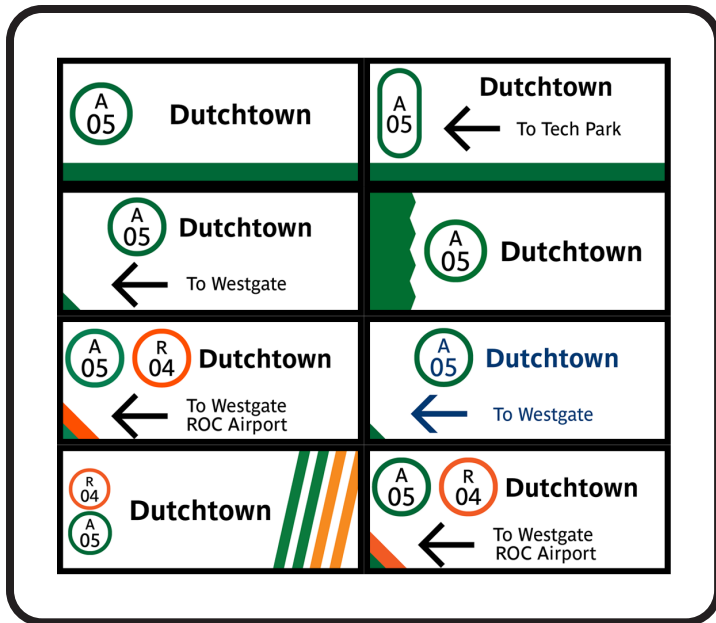 A
05
Dutchtown
A
05
Dutchtown
To Tech Park
A
05
Dutchtown
To Westgate
A
05
Dutchtown
A
05
R
04
Dutchtown
To Westgate
ROC Airport
A
05
Dutchtown
To Westgate
R
04
A
05
Dutchtown
A
05
R
04
Dutchtown
To Westgate
ROC Airport